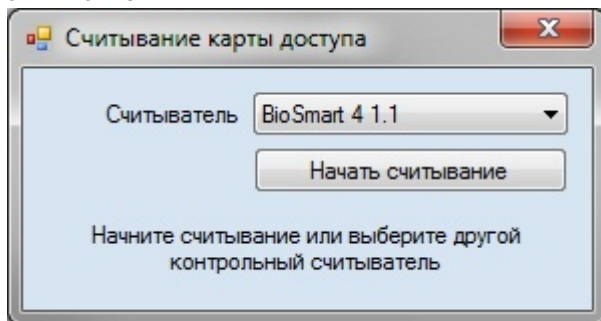 Считывание карты доступа
Считыватель BioSmart 4 1.1
Начать считывание
Начните считывание или выберите другой
контрольный считыватель